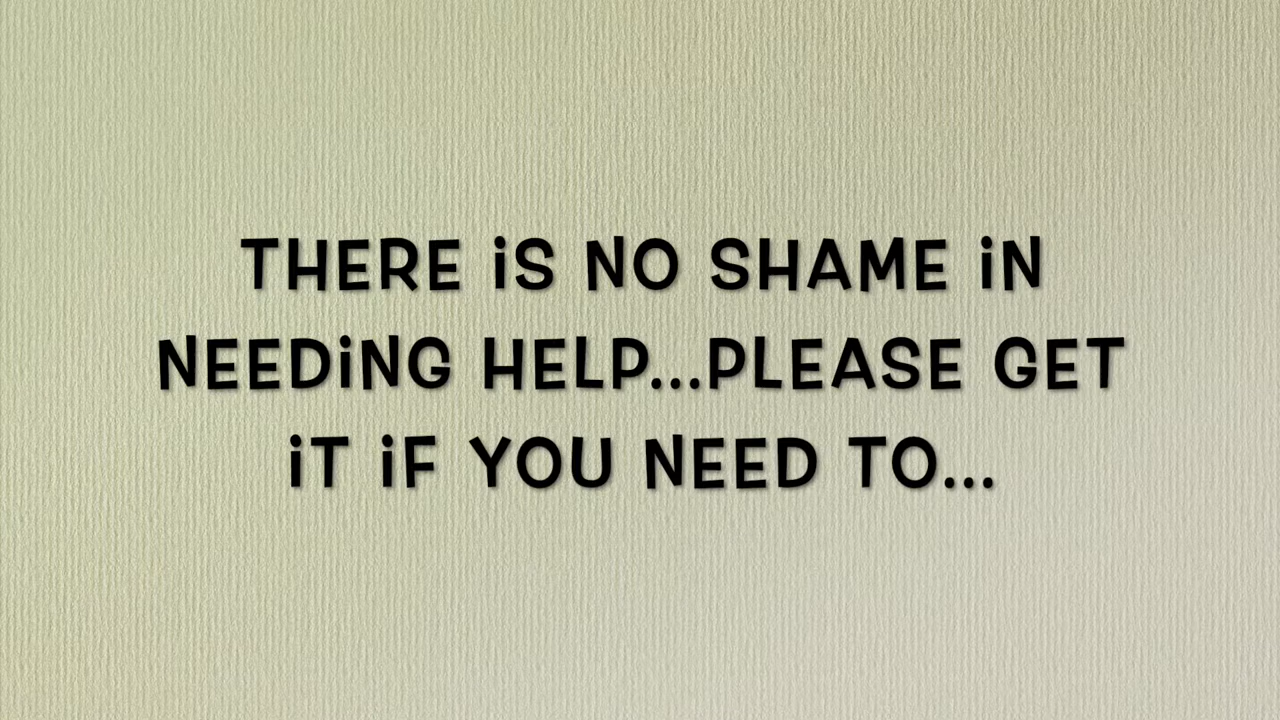 THERE iS NO SHAME iN
NEEDiNG HELP...PLEASE GET
iT iF YOU NEED TO...